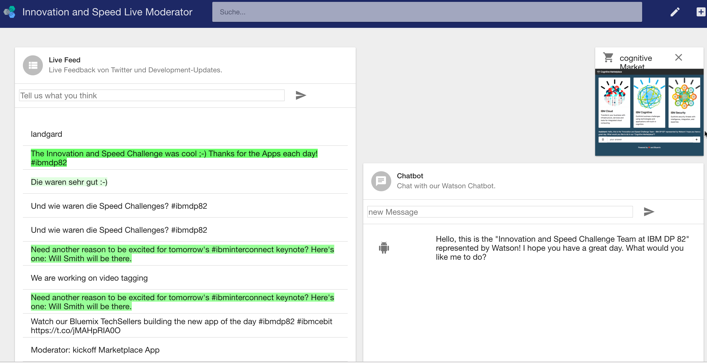 Innovation and Speed Live Moderator
Suche...
Live Feed
Live Feedback von Twitter und Development-Updates.
Tell us what you think
landgard
The Innovation and Speed Challenge was cool ;-) Thanks for the Apps each day!
#ibmdp82
Die waren sehr gut :-)
Und wie waren die Speed Challenges? #ibmdp82
Und wie waren die Speed Challenges? #ibmdp82
Need another reason to be excited for tomorrow's #ibminterconnect keynote? Here's
one: Will Smith will be there.
We are working on video tagging
Need another reason to be excited for tomorrow's #ibminterconnect keynote? Here's
one: Will Smith will be there.
Watch our Bluemix TechSellers building the new app of the day #ibmdp82 #ibmcebit
https://t.co/jMAHpRIA0O
Moderator: kickoff Marketplace App
cognitive
Market
IBM Cloud
IBM Cognitive
IBM Security
Chatbot
Chat with our Watson Chatbot.
new Message
Hello, this is the "Innovation and Speed Challenge Team at IBM DP 82"
represented by Watson! I hope you have a great day. What would you
like me to do?